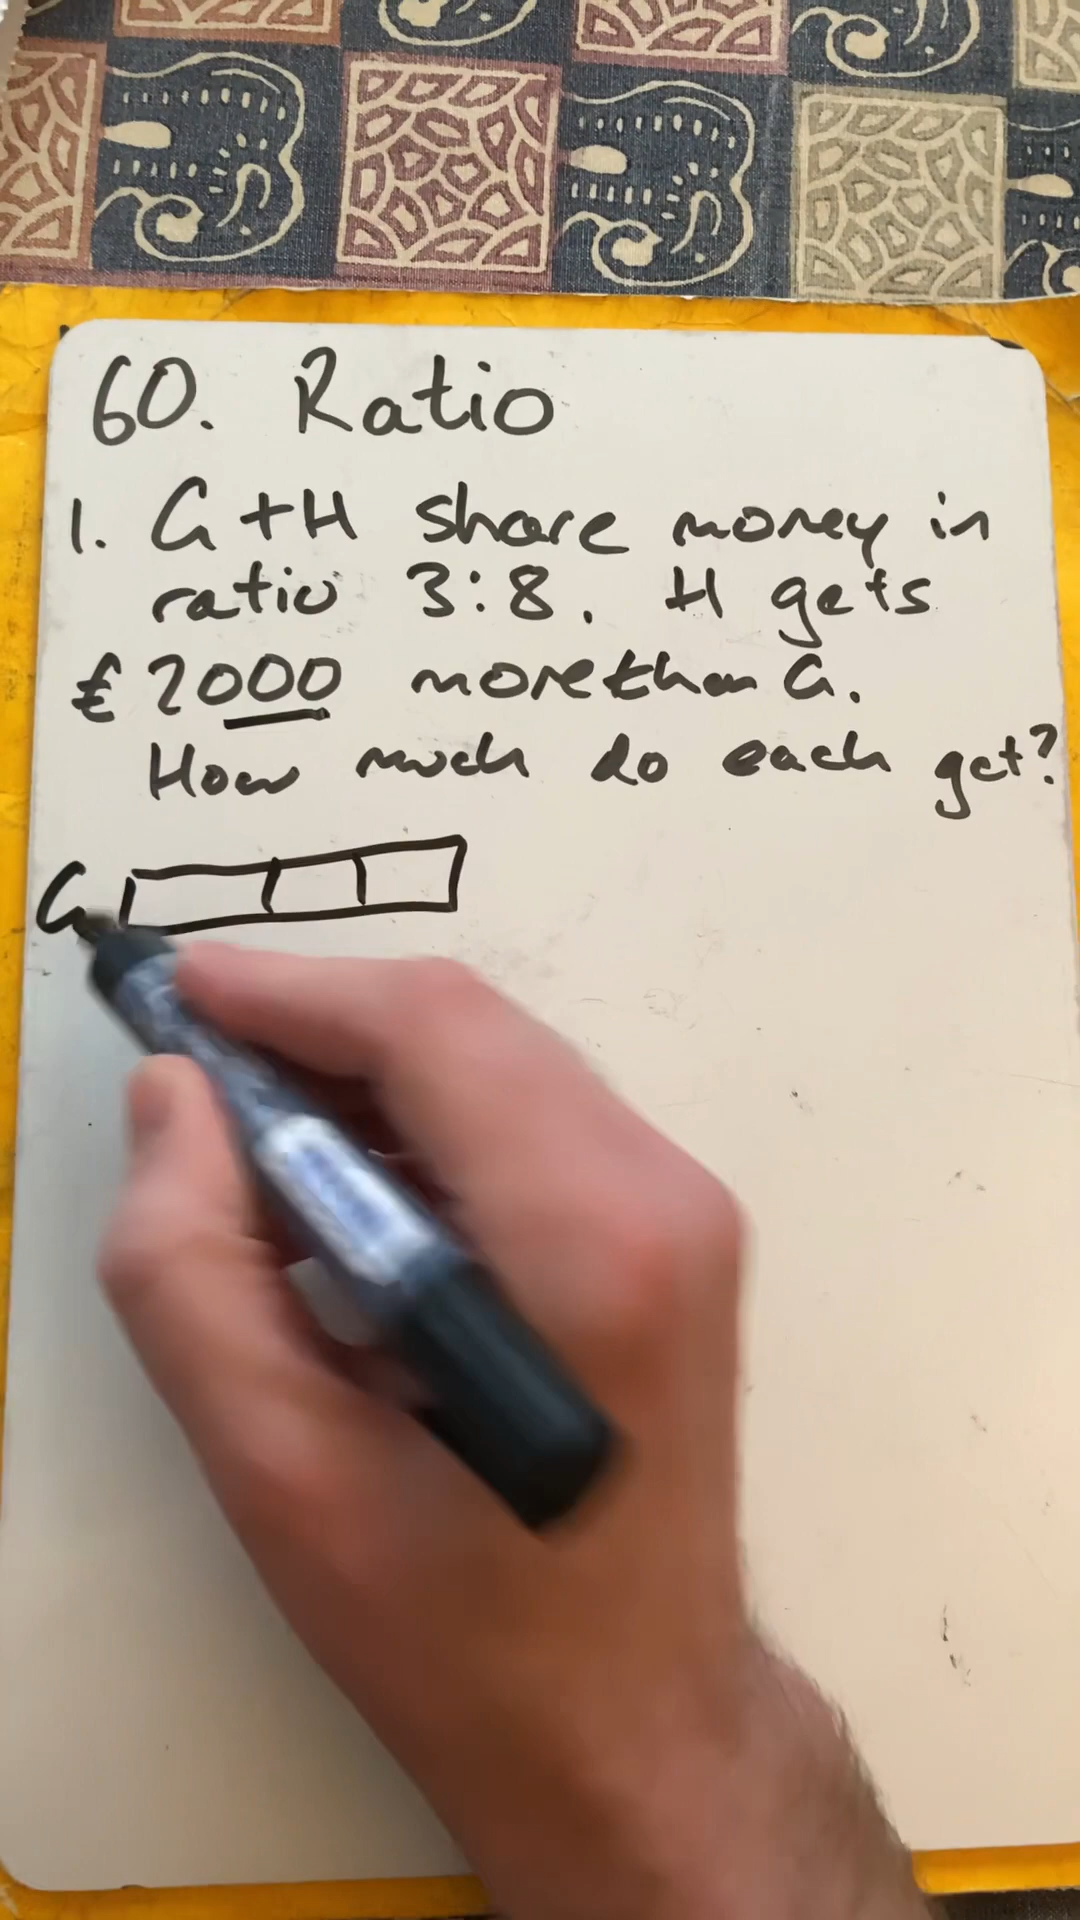 60. Ratio
1. G + H share money in
ratio 3:8. H gets
£2000 more than G.
How much do each get?
G